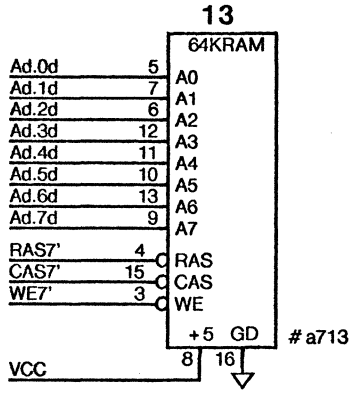 13
64KRAM
Ad.0d 5 A0
Ad.1d 7 A1
Ad.2d 6 A2
Ad.3d 12 A3
Ad.4d 11 A4
Ad.5d 10 A5
Ad.6d 13 A6
Ad.7d 9 A7
RAS7' 4 RAS
CAS7' 15 CAS
WE7' 3 WE
+5 GD # a713
VCC 8 16